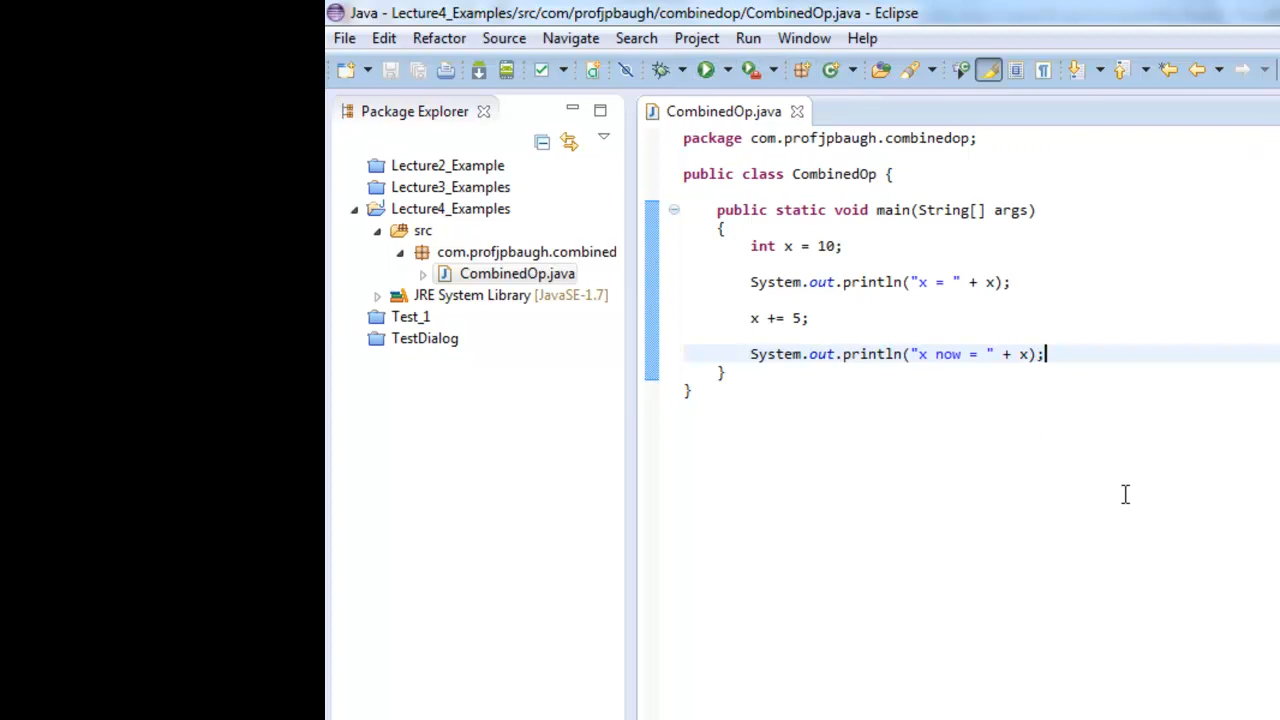 Java - Lecture4_Examples/src/com/profjpbaugh/combinedop/CombinedOp.java - Eclipse
File Edit Refactor Source Navigate Search Project Run Window Help
Package Explorer
Lecture2_Example
Lecture3_Examples
Lecture4_Examples
src
com.profjpbaugh.combined
CombinedOp.java
JRE System Library [JavaSE-1.7]
Test_1
TestDialog
CombinedOp.java
package com.profjpbaugh.combinedop;
public class CombinedOp {
public static void main(String[] args)
{
int x = 10;
System.out.println("x = " + x);
x += 5;
System.out.println("x now = " + x);
}
}